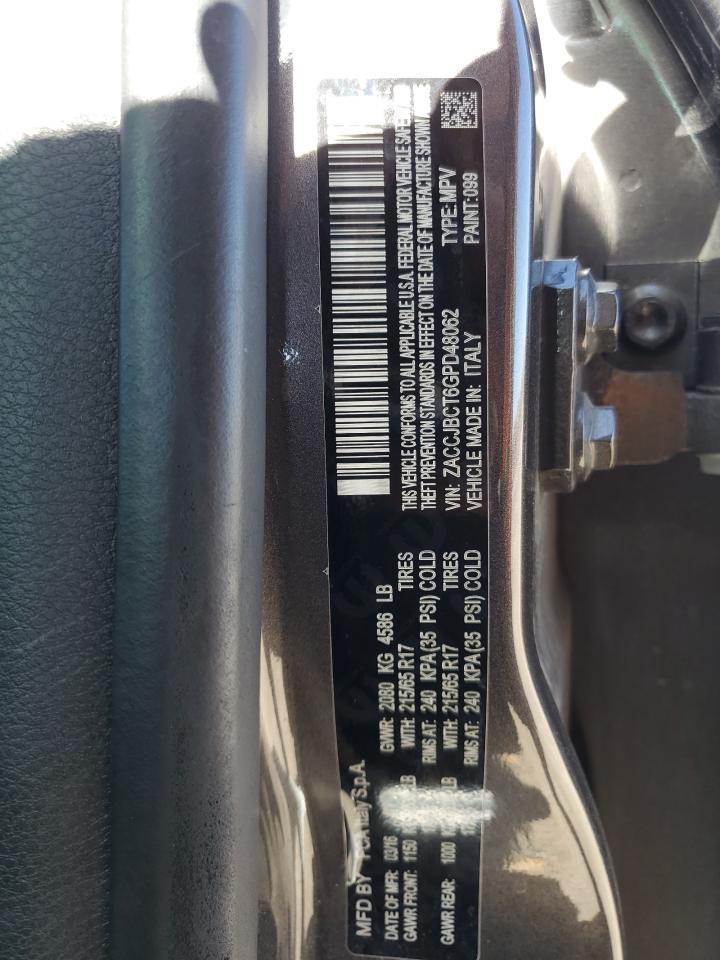 MFD BY FCA Italy S.p.A.
DATE OF MFR: 03/16 GVWR: 2080 KG 4586 LB
GAWR FRONT: 1150 LB WITH: 215/65 R17 TIRES
RIMS AT: 240 KPA(35 PSI) COLD
GAWR REAR: 1000 LB WITH: 215/65 R17 TIRES
RIMS AT: 240 KPA(35 PSI) COLD
THIS VEHICLE CONFORMS TO ALL APPLICABLE U.S.A. FEDERAL MOTOR VEHICLE
THEFT PREVENTION STANDARDS IN EFFECT ON THE DATE OF MANUFACTURE SHOWN
VIN: ZACCJBCT6GPD48062 TYPE: MPV
VEHICLE MADE IN: ITALY PAINT: 099